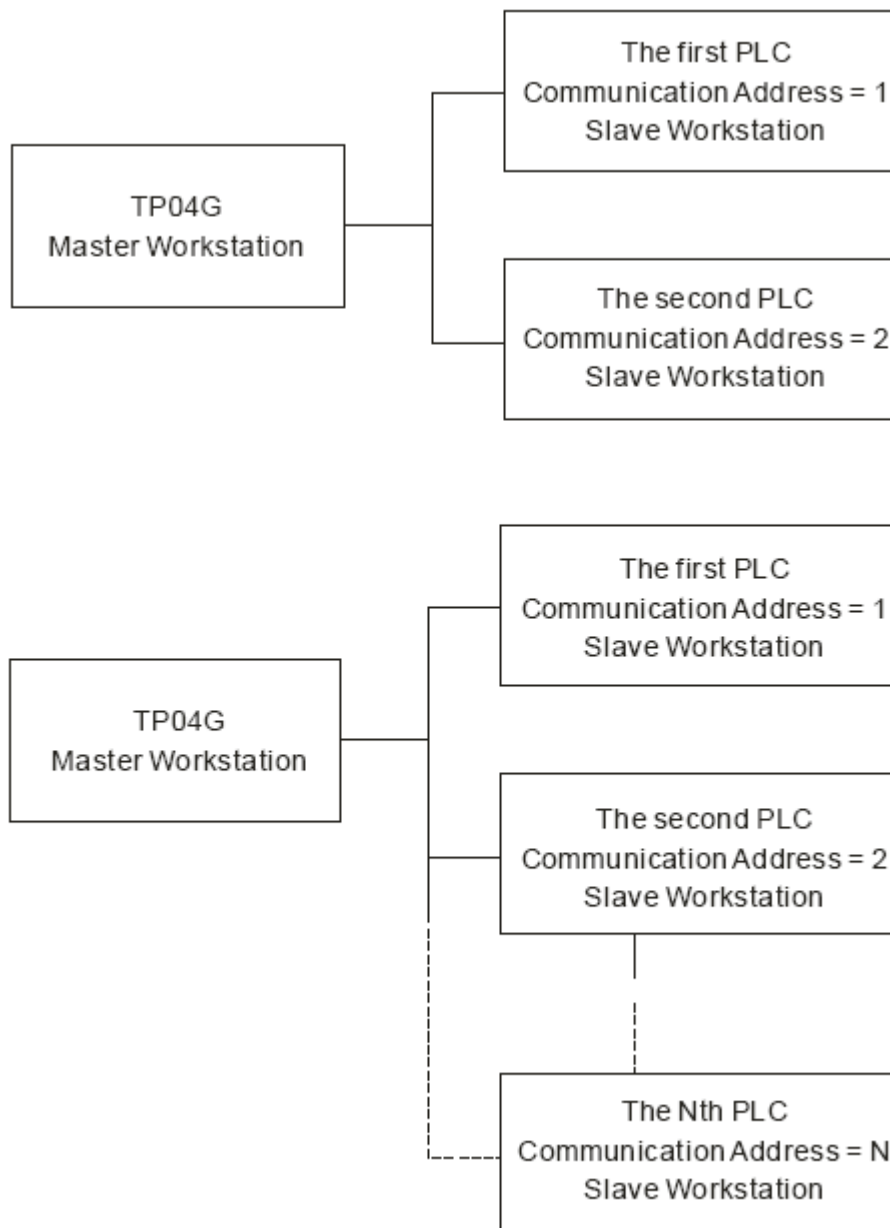 The first PLC
Communication Address = 1
Slave Workstation
TP04G
Master Workstation
The second PLC
Communication Address = 2
Slave Workstation
The first PLC
Communication Address = 1
Slave Workstation
TP04G
Master Workstation
The second PLC
Communication Address = 2
Slave Workstation
The Nth PLC
Communication Address = N
Slave Workstation